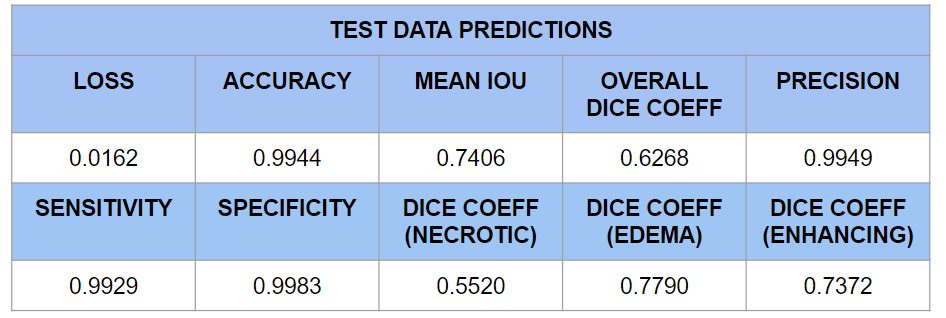 TEST DATA PREDICTIONS
LOSS ACCURACY MEAN IOU OVERALL DICE COEFF PRECISION
0.0162 0.9944 0.7406 0.6268 0.9949
SENSITIVITY SPECIFICITY DICE COEFF (NECROTIC) DICE COEFF (EDEMA) DICE COEFF (ENHANCING)
0.9929 0.9983 0.5520 0.7790 0.7372